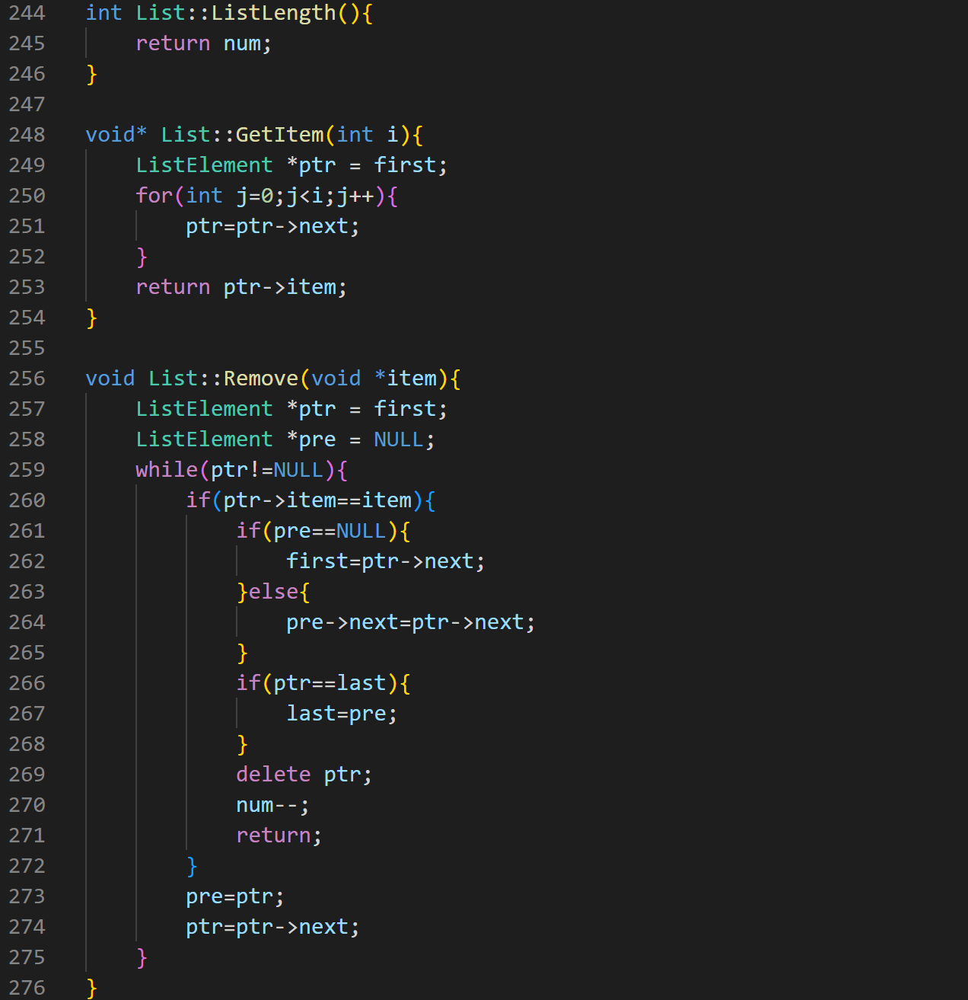 244 int List::ListLength(){
245     return num;
246 }
247
248 void* List::GetItem(int i){
249     ListElement *ptr = first;
250     for(int j=0;j<i;j++){
251         ptr=ptr->next;
252     }
253     return ptr->item;
254 }
255
256 void List::Remove(void *item){
257     ListElement *ptr = first;
258     ListElement *pre = NULL;
259     while(ptr!=NULL){
260         if(ptr->item==item){
261             if(pre==NULL){
262                 first=ptr->next;
263             }else{
264                 pre->next=ptr->next;
265             }
266             if(ptr==last){
267                 last=pre;
268             }
269             delete ptr;
270             num--;
271             return;
272         }
273         pre=ptr;
274         ptr=ptr->next;
275     }
276 }